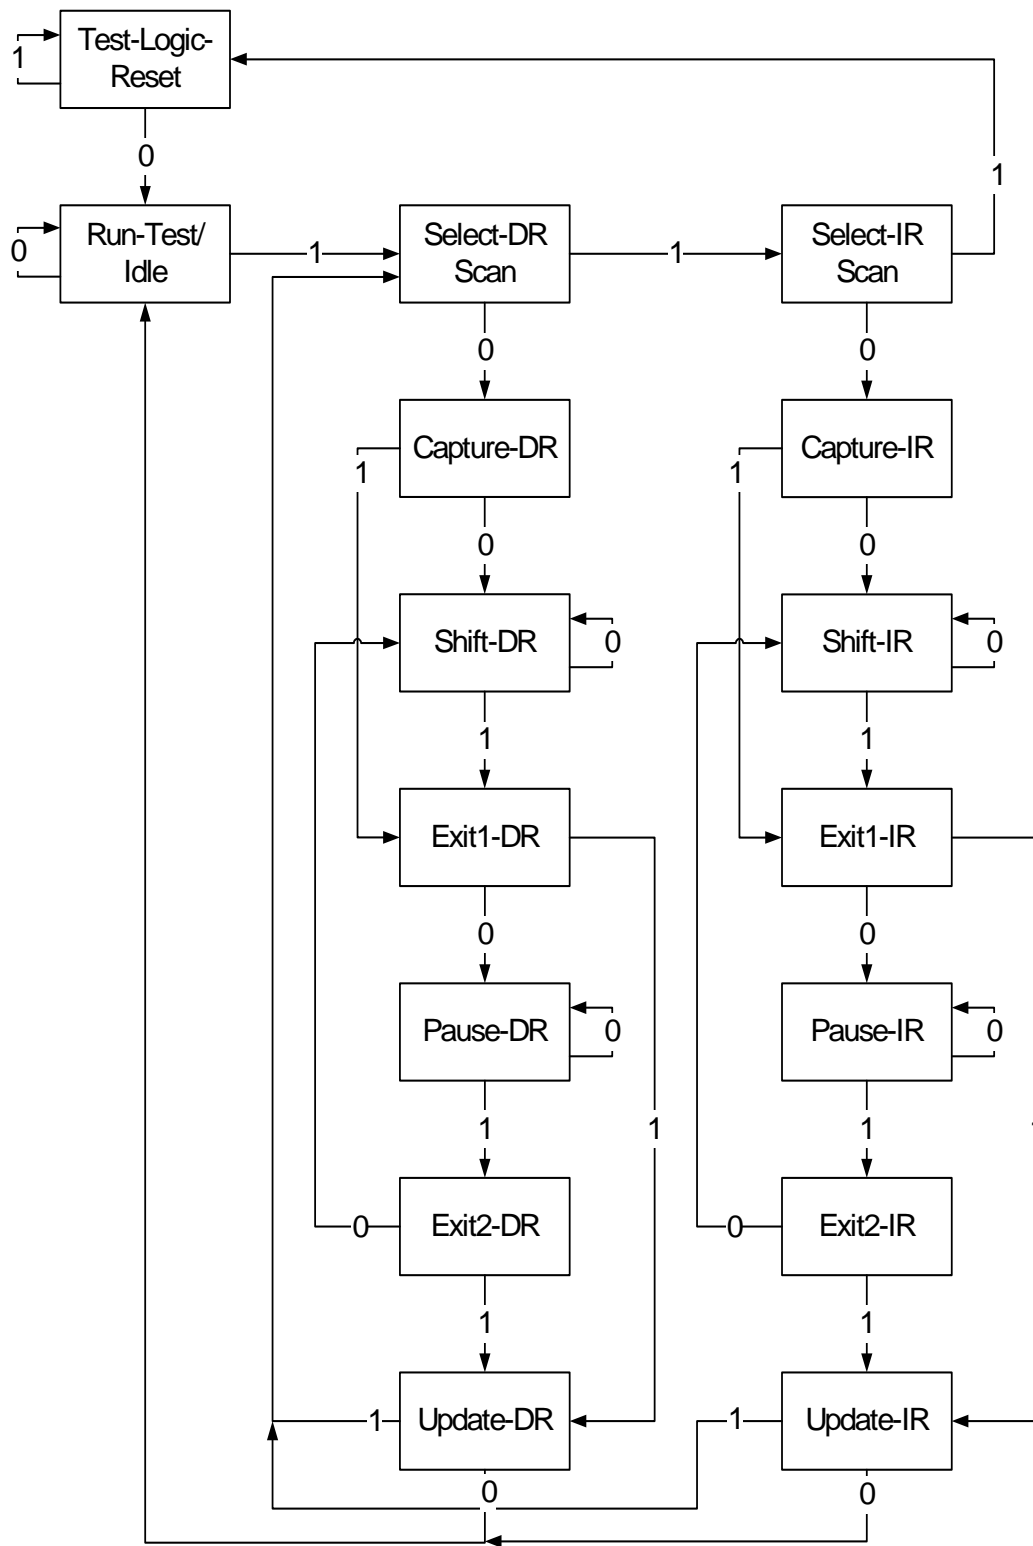 Test-Logic-
Reset
1
0
1
Run-Test/
Idle
0
1
Select-DR
Scan
1
Select-IR
Scan
0
0
Capture-DR
1
Capture-IR
1
0
0
Shift-DR
0
Shift-IR
0
1
1
Exit1-DR
Exit1-IR
0
0
Pause-DR
0
Pause-IR
0
1
1
1
1
0
Exit2-DR
0
Exit2-IR
1
1
1
Update-DR
1
Update-IR
0
0